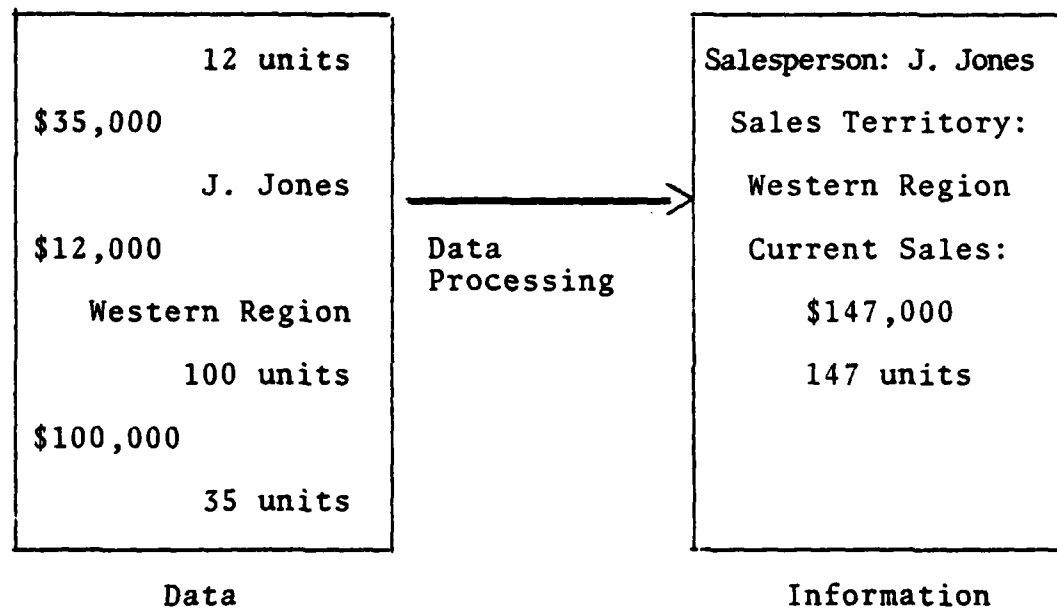 12 units
$35,000
J. Jones
$12,000
Western Region
100 units
$100,000
35 units
Data
Data
Processing
Salesperson: J. Jones
Sales Territory:
Western Region
Current Sales:
$147,000
147 units
Information